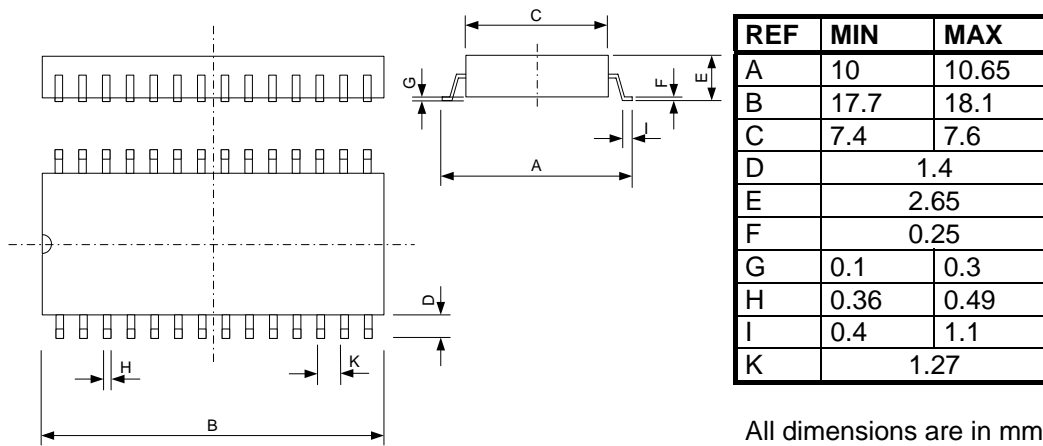 C
G
F
E
I
A
D
H
K
B
REF MIN MAX
A 10 10.65
B 17.7 18.1
C 7.4 7.6
D 1.4
E 2.65
F 0.25
G 0.1 0.3
H 0.36 0.49
I 0.4 1.1
K 1.27
All dimensions are in mm